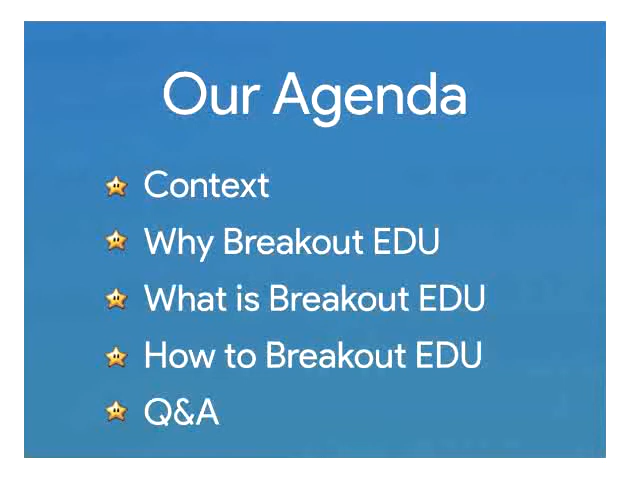 Our Agenda
Context
Why Breakout EDU
What is Breakout EDU
How to Breakout EDU
Q&A